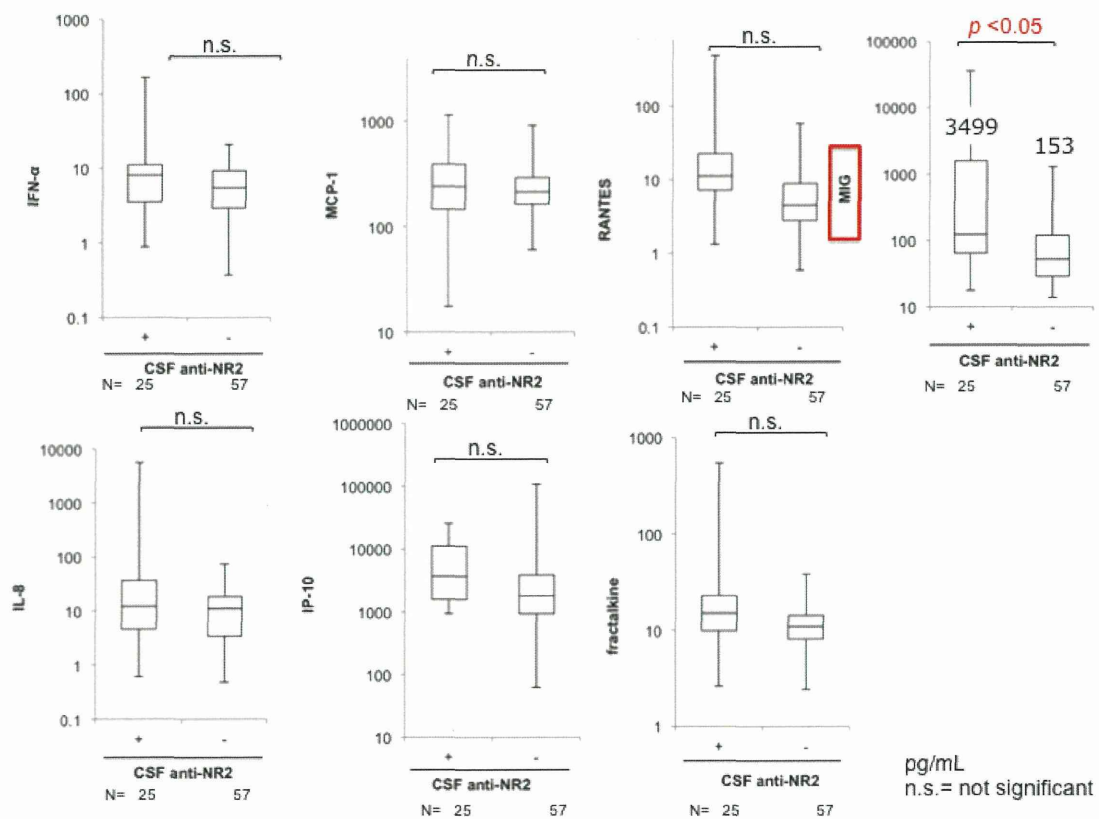 n.s.
1000
100
10
1
0.1
IFN-α
+ -
CSF anti-NR2
N= 25 57
n.s.
1000
100
10
MCP-1
+ -
CSF anti-NR2
N= 25 57
n.s.
100
10
1
0.1
RANTES
+ -
CSF anti-NR2
N= 25 57
p <0.05
100000
10000
1000
100
10
MIG
3499
153
+ -
CSF anti-NR2
N= 25 57
n.s.
10000
1000
100
10
1
0.1
IL-8
+ -
CSF anti-NR2
N= 25 57
n.s.
1000000
100000
10000
1000
100
10
IP-10
+ -
CSF anti-NR2
N= 25 57
n.s.
1000
100
10
1
fractalkine
+ -
CSF anti-NR2
N= 25 57
pg/mL
n.s.= not significant